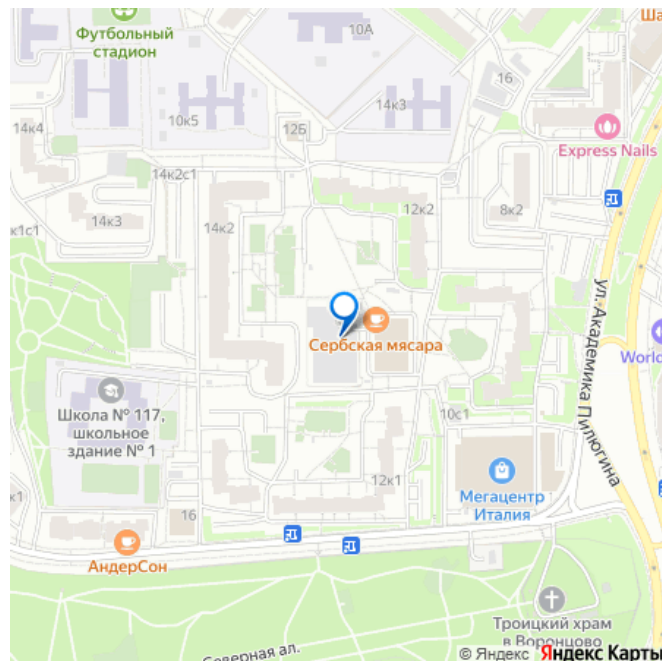 Ша
Футбольный
стадион
10А
16
14к3
14к4
10к5
12Б
Express Nails
14к2с1
12к2
8к2
14к3
14к2
к1с1
ул. Академика Пилюгина
Сербская мясара
World
Школа № 117,
школьное
здание № 1
10с1
12к1
Мегацентр
Италия
к1
16
АндерСон
Троицкий храм
в Воронцово
Северная ал.
© Яндекс Яндекс Карты